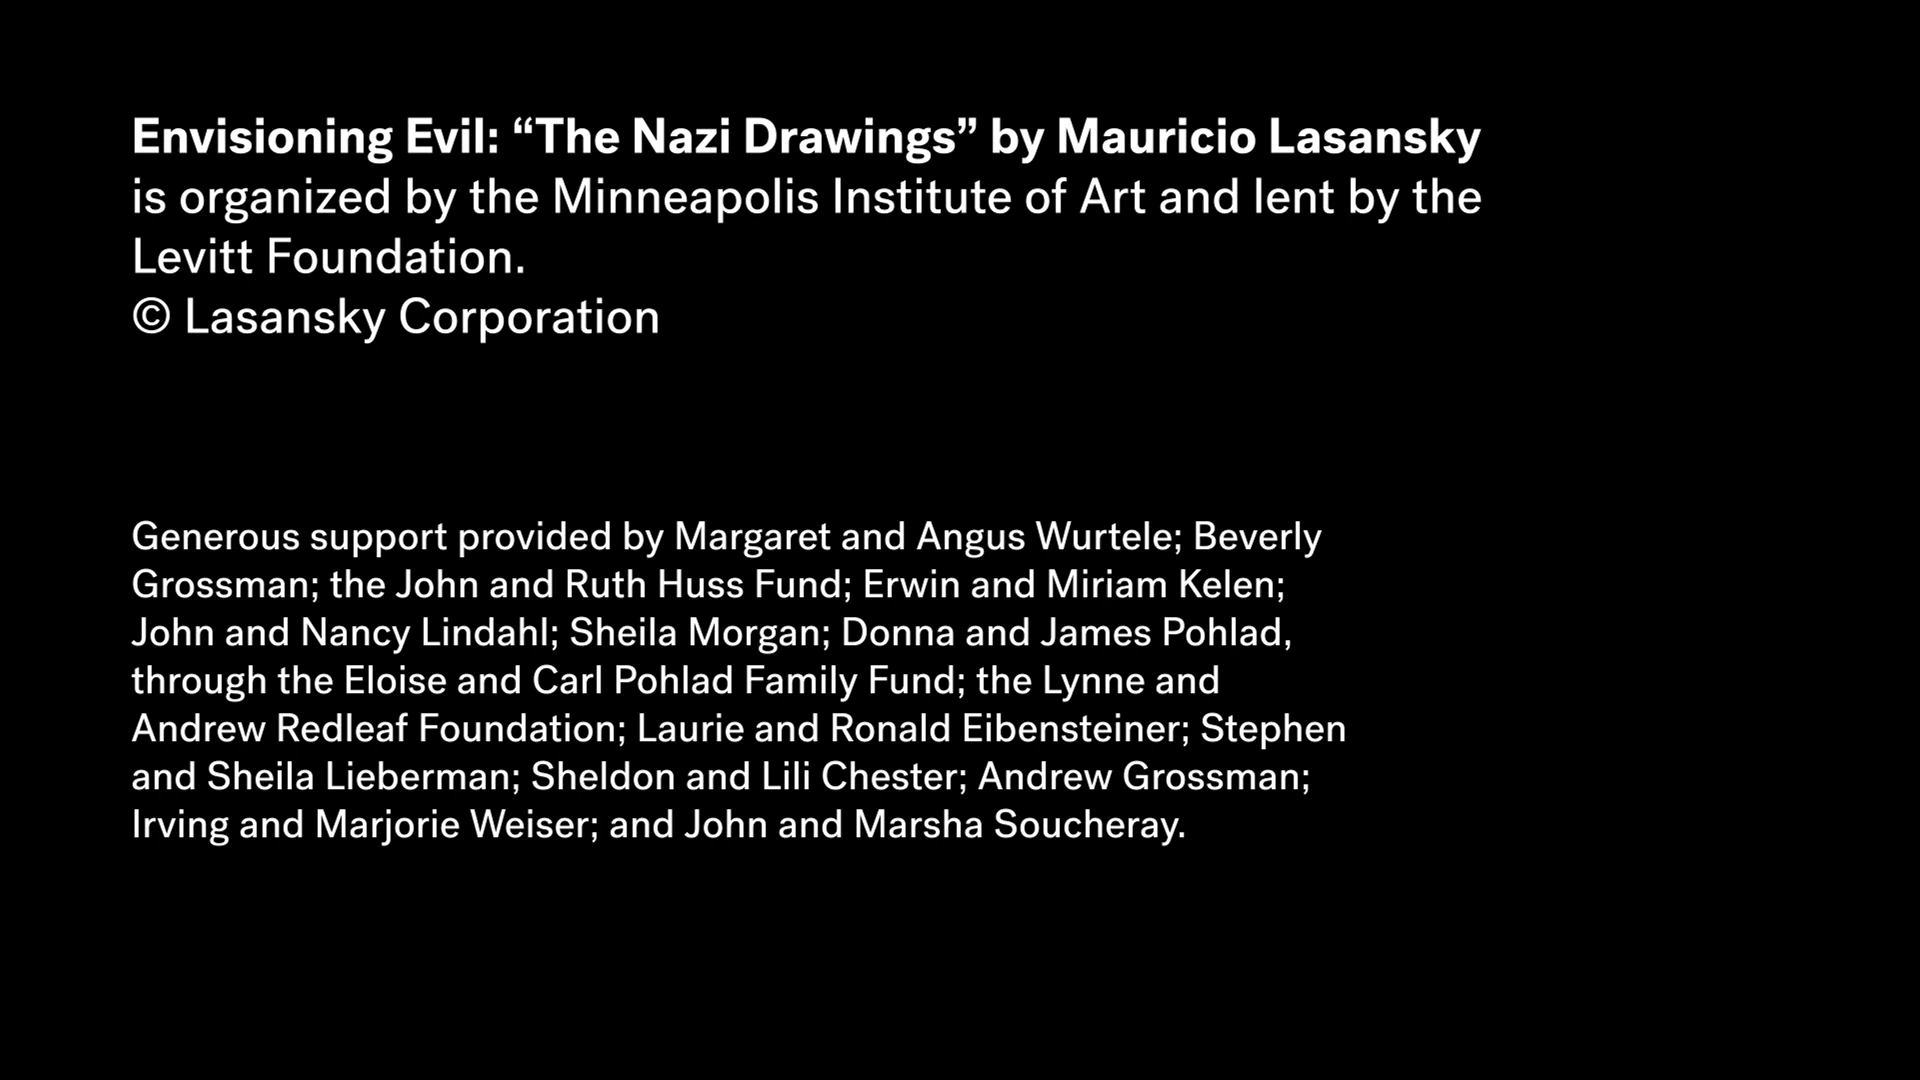 Envisioning Evil: “The Nazi Drawings” by Mauricio Lasansky
is organized by the Minneapolis Institute of Art and lent by the
Levitt Foundation.
© Lasansky Corporation
Generous support provided by Margaret and Angus Wurtele; Beverly
Grossman; the John and Ruth Huss Fund; Erwin and Miriam Kelen;
John and Nancy Lindahl; Sheila Morgan; Donna and James Pohlad,
through the Eloise and Carl Pohlad Family Fund; the Lynne and
Andrew Redleaf Foundation; Laurie and Ronald Eibensteiner; Stephen
and Sheila Lieberman; Sheldon and Lili Chester; Andrew Grossman;
Irving and Marjorie Weiser; and John and Marsha Soucheray.